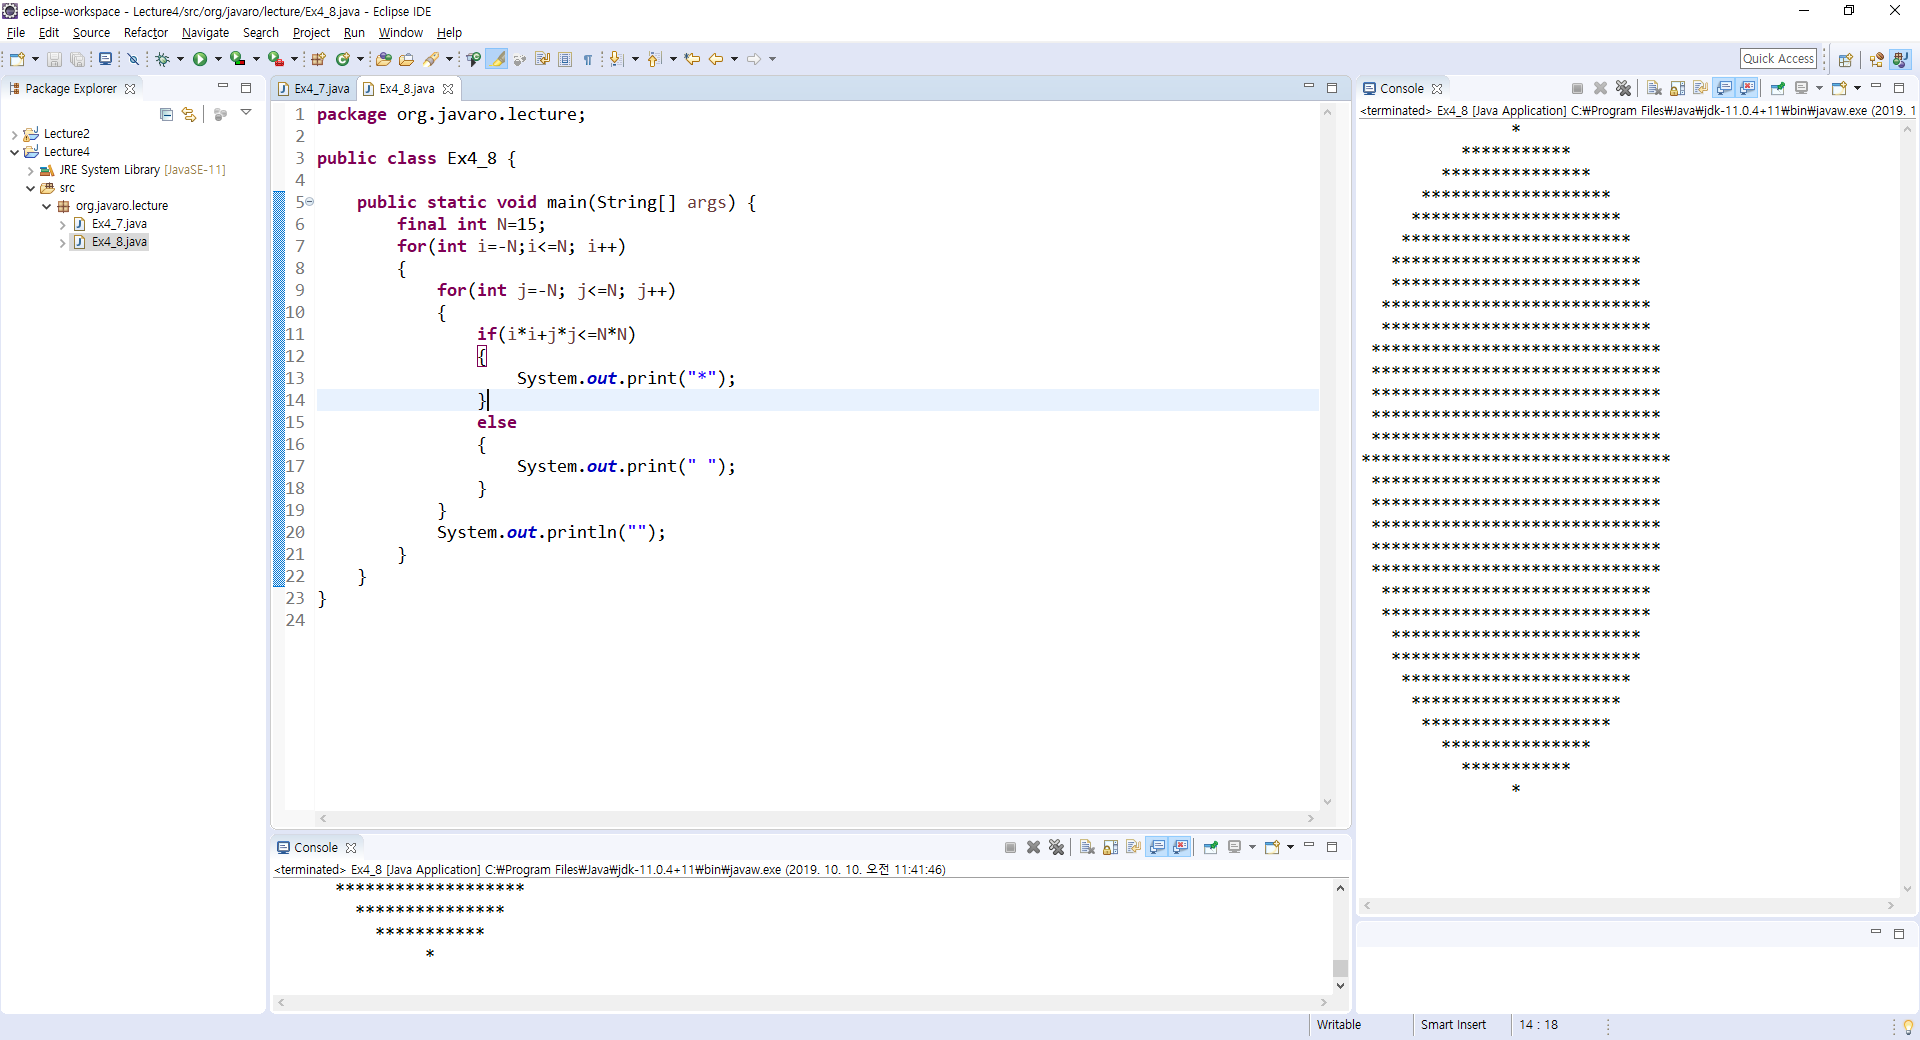 eclipse-workspace - Lecture4/src/org/javaro/lecture/Ex4_8.java - Eclipse IDE
File Edit Source Refactor Navigate Search Project Run Window Help
Quick Access
Package Explorer
Lecture2
Lecture4
JRE System Library [JavaSE-11]
src
org.javaro.lecture
Ex4_7.java
Ex4_8.java
Ex4_7.java Ex4_8.java
1 package org.javaro.lecture;
2
3 public class Ex4_8 {
4
5 public static void main(String[] args) {
6 final int N=15;
7 for(int i=-N;i<=N; i++)
8 {
9 for(int j=-N; j<=N; j++)
10 {
11 if(i*i+j*j<=N*N)
12 {
13 System.out.print("*");
14 }
15 else
16 {
17 System.out.print(" ");
18 }
19 }
20 System.out.println("");
21 }
22 }
23 }
24
Console
<terminated> Ex4_8 [Java Application] C:₩Program Files₩Java₩jdk-11.0.4+11₩bin₩javaw.exe (2019. 10. 10. 오전 11:41:46)
*******************
***************
***********
*
Console
<terminated> Ex4_8 [Java Application] C:₩Program Files₩Java₩jdk-11.0.4+11₩bin₩javaw.exe (2019. 1
*
***********
***************
*******************
*********************
***********************
*************************
*************************
***************************
***************************
*****************************
*****************************
*****************************
*****************************
*****************************
*******************************
*****************************
*****************************
*****************************
*****************************
*****************************
***************************
***************************
*************************
*************************
***********************
*********************
*******************
***************
***********
*
Writable Smart Insert 14 : 18